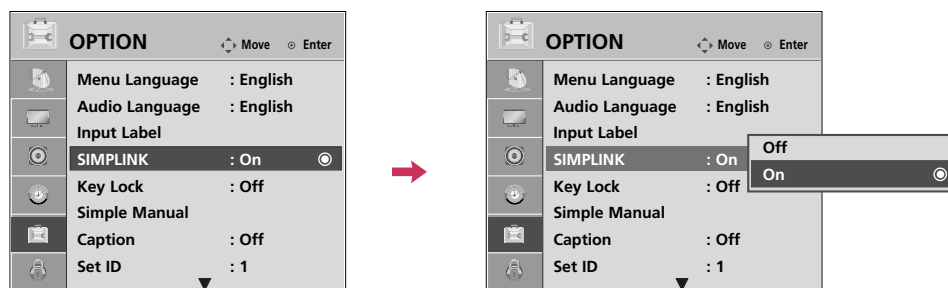 OPTION Move Enter
Menu Language : English
Audio Language : English
Input Label
SIMPLINK : On
Key Lock : Off
Simple Manual
Caption : Off
Set ID : 1
OPTION Move Enter
Menu Language : English
Audio Language : English
Input Label
SIMPLINK : On
Key Lock : Off
Simple Manual
Caption : Off
Set ID : 1
Off
On